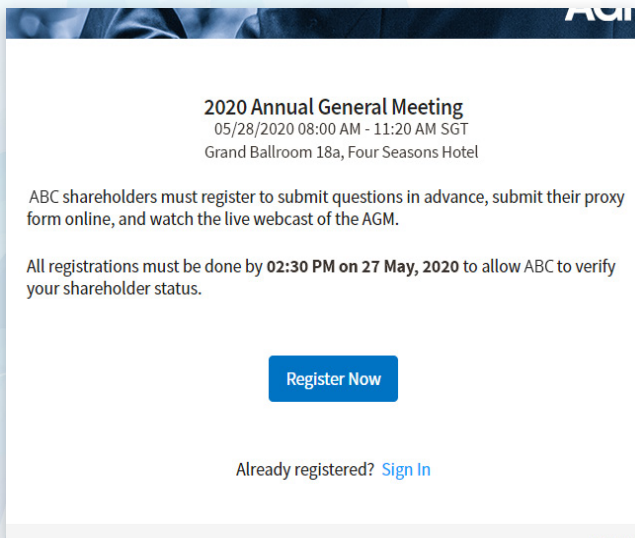 2020 Annual General Meeting
05/28/2020 08:00 AM - 11:20 AM SGT
Grand Ballroom 18a, Four Seasons Hotel
ABC shareholders must register to submit questions in advance, submit their proxy
form online, and watch the live webcast of the AGM.
All registrations must be done by 02:30 PM on 27 May, 2020 to allow ABC to verify
your shareholder status.
Register Now
Already registered? Sign In